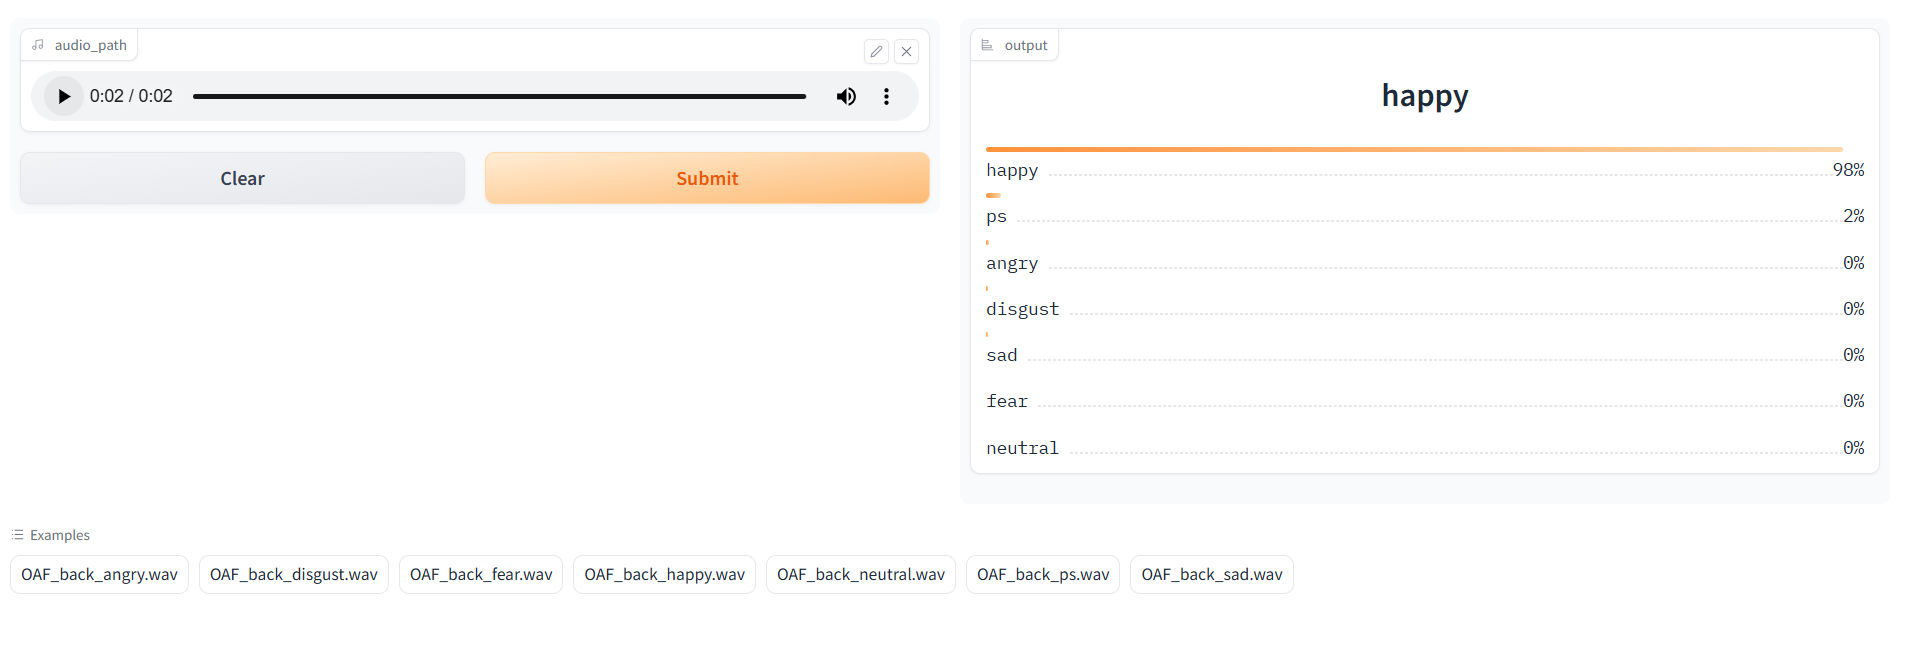 audio_path
0:02 / 0:02
Clear
Submit
output
happy
happy 98%
ps 2%
angry 0%
disgust 0%
sad 0%
fear 0%
neutral 0%
Examples
OAF_back_angry.wav OAF_back_disgust.wav OAF_back_fear.wav OAF_back_happy.wav OAF_back_neutral.wav OAF_back_ps.wav OAF_back_sad.wav